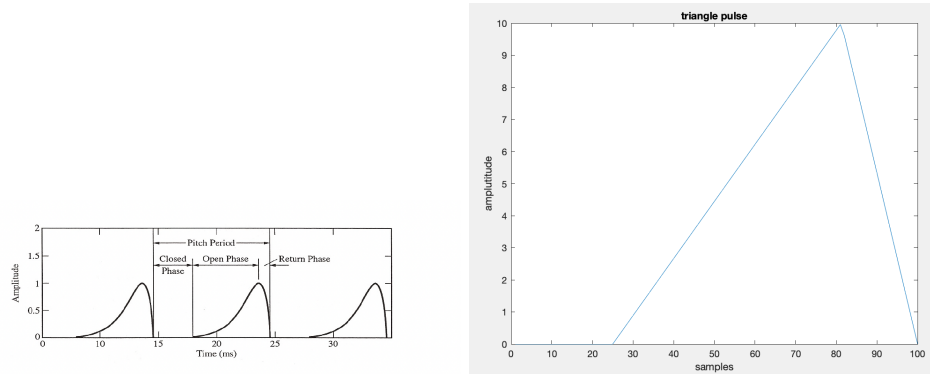 2
1.5
1
0.5
0
Amplitude
Pitch Period
Closed
Phase
Open Phase
Return Phase
0 10 15 20 25 30
Time (ms)
triangle pulse
10
9
8
7
6
5
4
3
2
1
0
amplutitude
0 10 20 30 40 50 60 70 80 90 100
samples